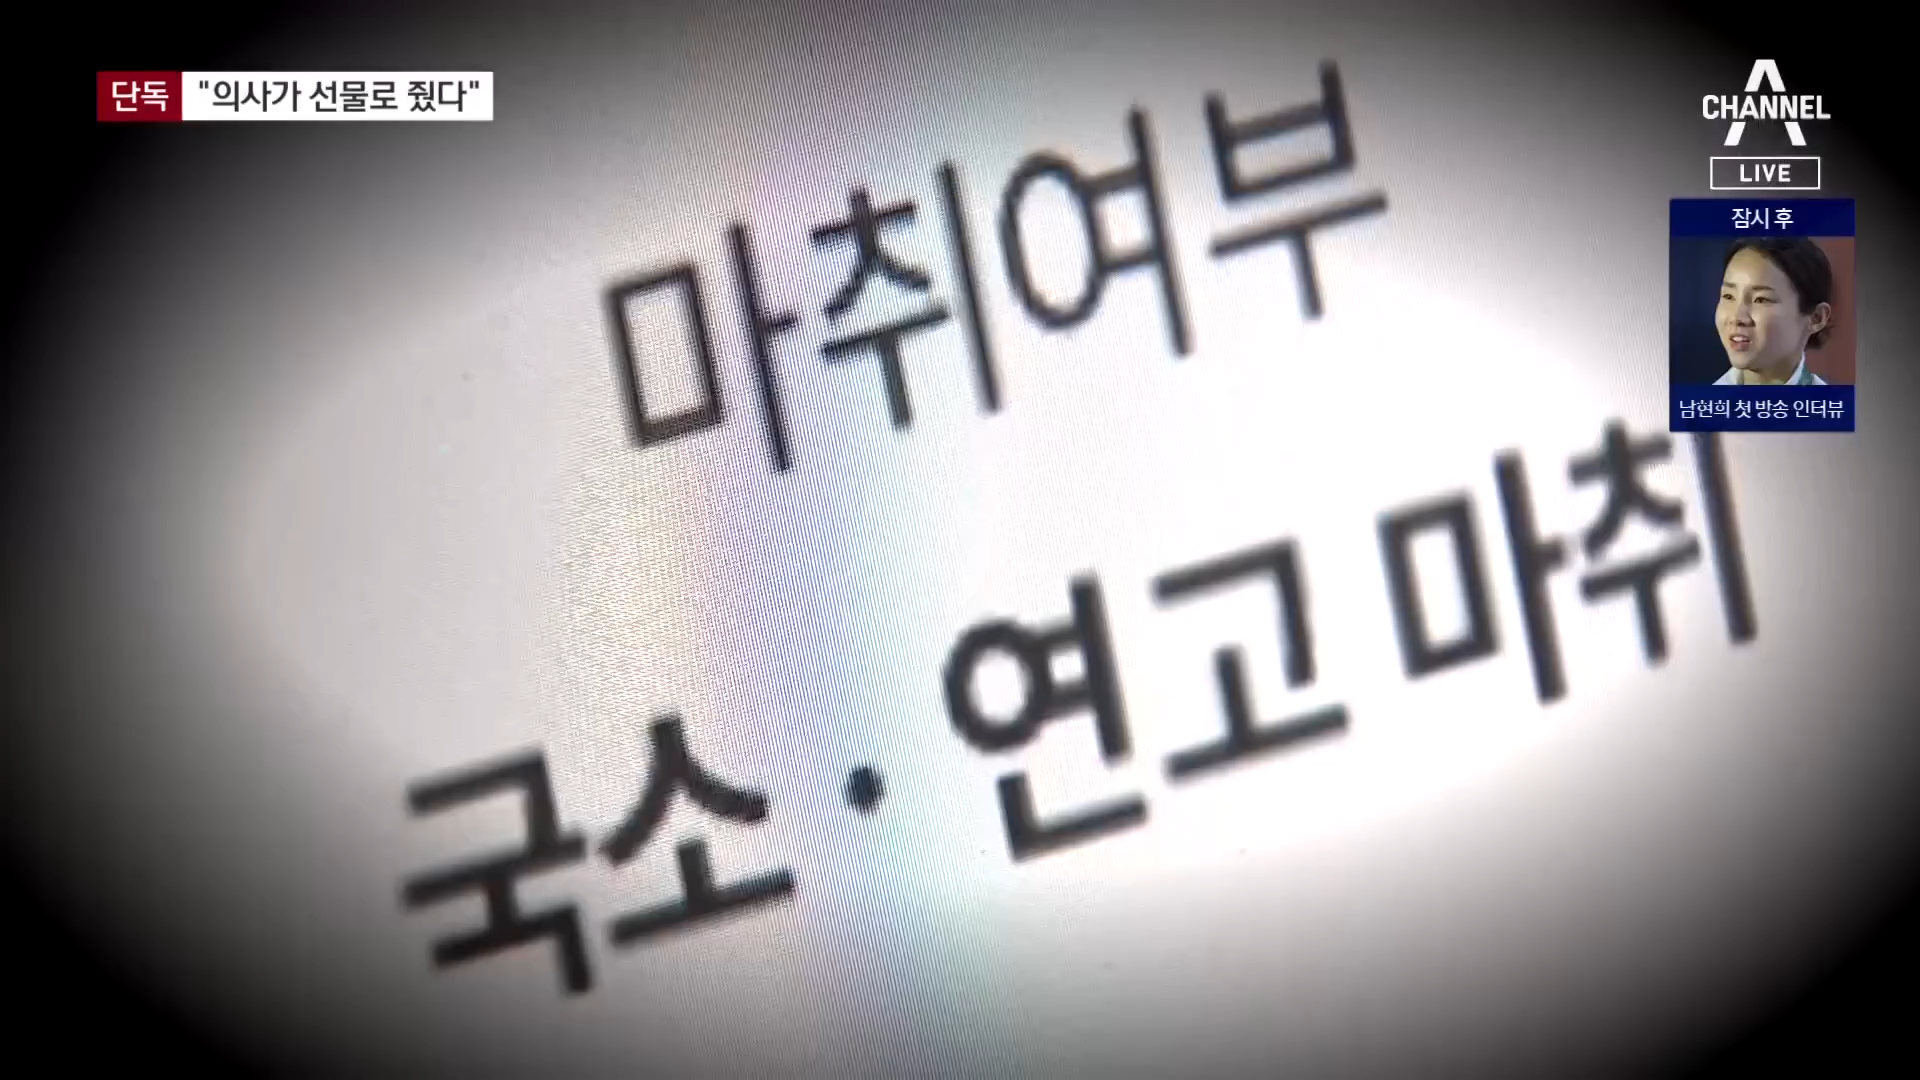 단독 "의사가 선물로 줬다"
CHANNEL A
LIVE
잠시 후
남현희 첫 방송 인터뷰
마취여부
국소·연고 마취